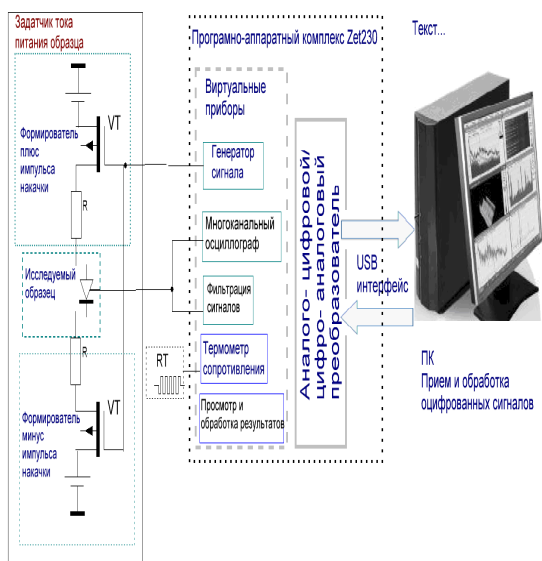 Задатчик тока
питания образца
Програмно-аппаратный комплекс Zet230
Текст...
Виртуальные
приборы
VT
Формирователь
плюс
импульса
накачки
R
Генератор
сигнала
Многоканальный
осциллограф
Исследуемый
образец
Фильтрация
сигналов
R
RT
Термометр
сопротивления
Формирователь
минус
импульса
накачки
VT
Просмотр и
обработка результатов
Аналого- цифровой/
цифро- аналоговый
преобразователь
USB
интерфейс
ПК
Прием и обработка
оцифрованных сигналов